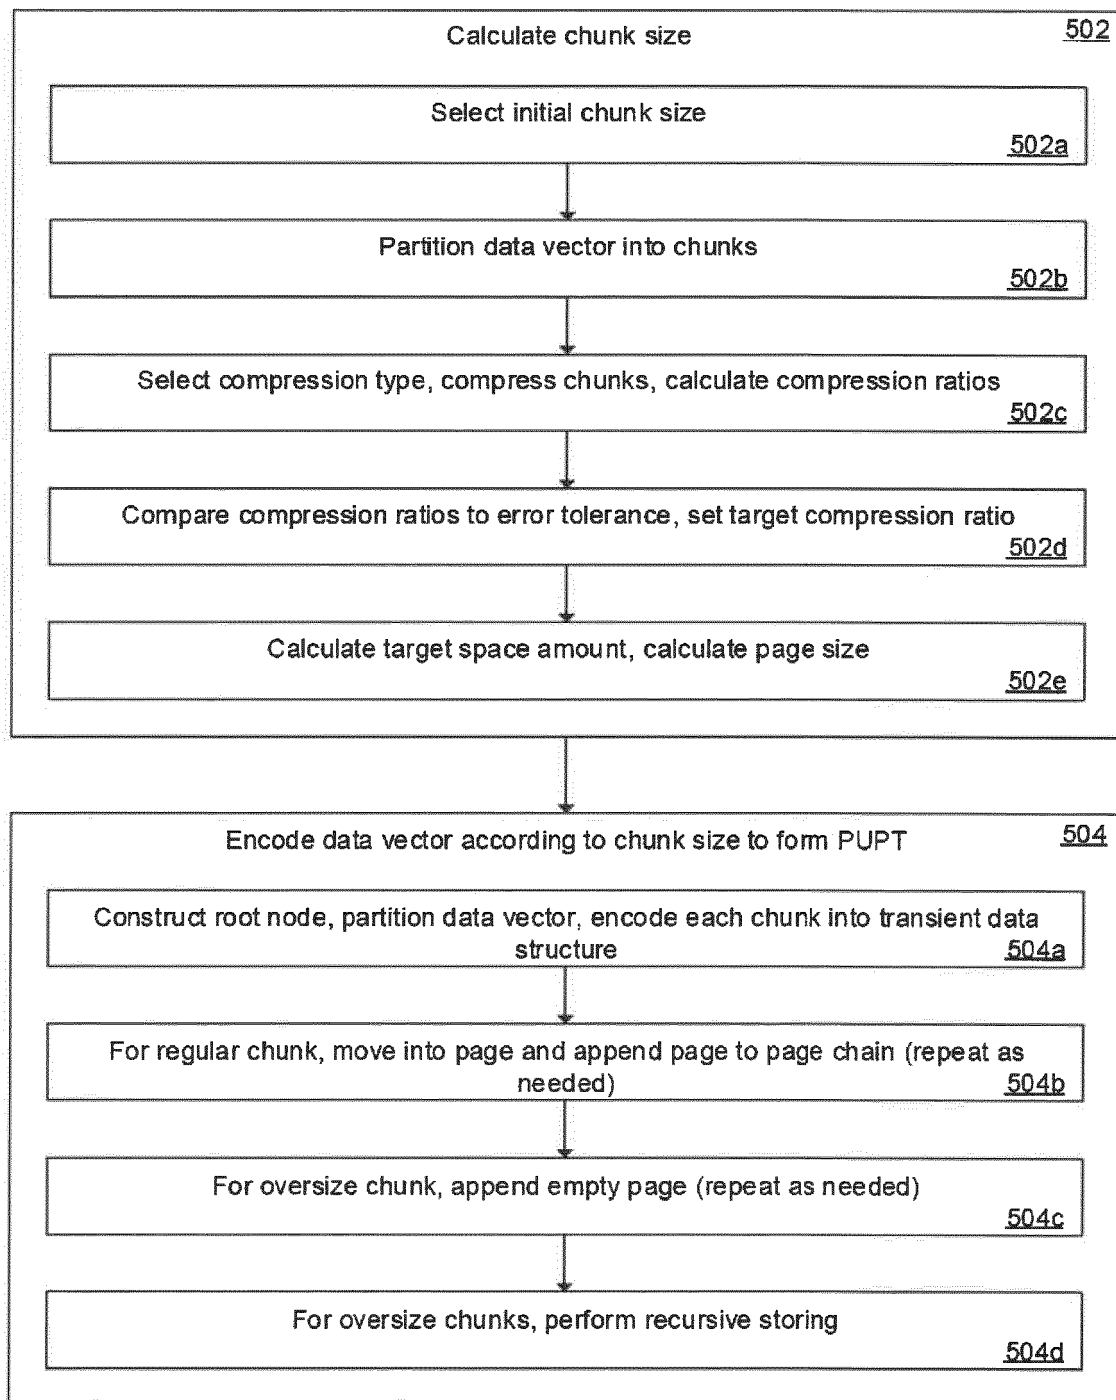 Calculate chunk size
502
Select initial chunk size
502a
Partition data vector into chunks
502b
Select compression type, compress chunks, calculate compression ratios
502c
Compare compression ratios to error tolerance, set target compression ratio
502d
Calculate target space amount, calculate page size
502e
Encode data vector according to chunk size to form PUPT
504
Construct root node, partition data vector, encode each chunk into transient data
structure
504a
For regular chunk, move into page and append page to page chain (repeat as
needed)
504b
For oversize chunk, append empty page (repeat as needed)
504c
For oversize chunks, perform recursive storing
504d